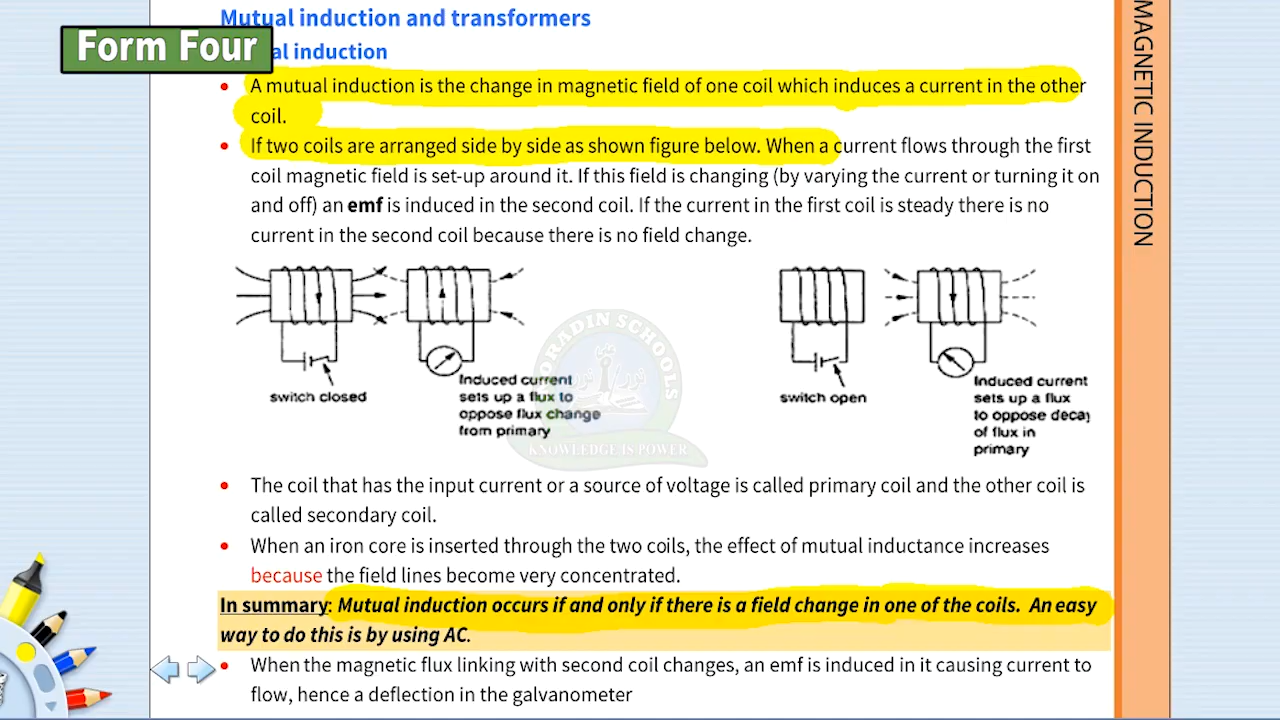 Mutual induction and transformers
Form Four
al induction
• A mutual induction is the change in magnetic field of one coil which induces a current in the other
coil.
• If two coils are arranged side by side as shown figure below. When a current flows through the first
coil magnetic field is set-up around it. If this field is changing (by varying the current or turning it on
and off) an emf is induced in the second coil. If the current in the first coil is steady there is no
current in the second coil because there is no field change.
switch closed
Induced current
sets up a flux to
oppose flux change
from primary
switch open
Induced current
sets up a flux
to oppose decay
of flux in
primary
SCHOOLS
KNOWLEDGE IS POWER
• The coil that has the input current or a source of voltage is called primary coil and the other coil is
called secondary coil.
• When an iron core is inserted through the two coils, the effect of mutual inductance increases
because the field lines become very concentrated.
In summary: Mutual induction occurs if and only if there is a field change in one of the coils. An easy
way to do this is by using AC.
• When the magnetic flux linking with second coil changes, an emf is induced in it causing current to
flow, hence a deflection in the galvanometer
MAGNETIC INDUCTION